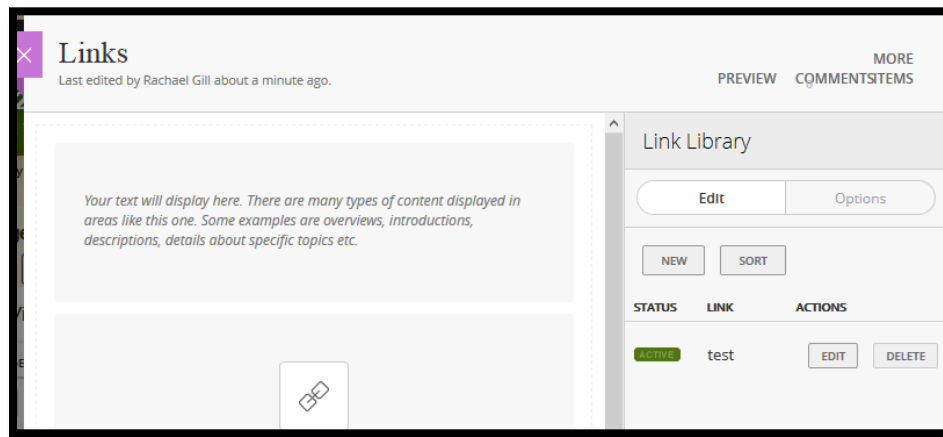 Links
Last edited by Rachael Gill about a minute ago.
PREVIEW
COMMENTS
MORE
ITEMS
Your text will display here. There are many types of content displayed in
areas like this one. Some examples are overviews, introductions,
descriptions, details about specific topics etc.
Link Library
Edit Options
NEW SORT
STATUS LINK ACTIONS
ACTIVE test EDIT DELETE